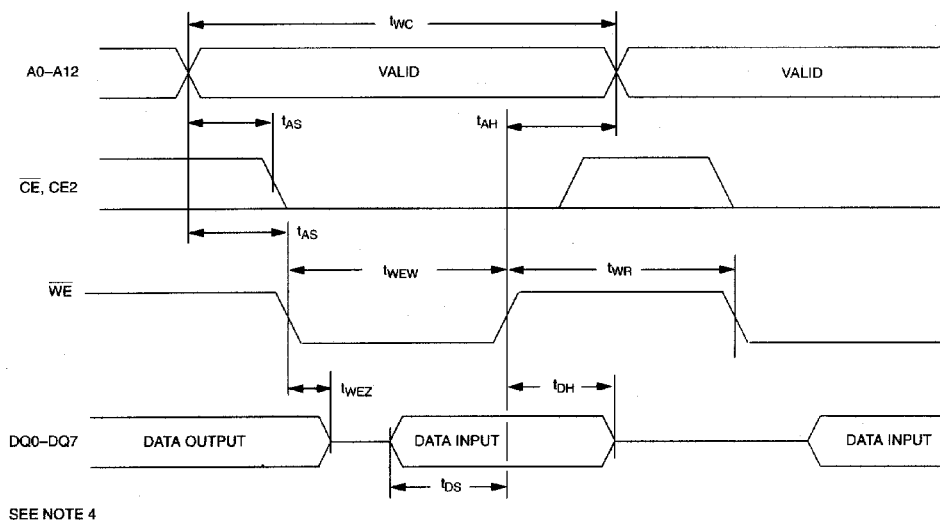 tWC
A0–A12
VALID
VALID
tAS
tAH
CE, CE2
tAS
tWEW
tWR
WE
tWEZ
tDH
DQ0–DQ7
DATA OUTPUT
DATA INPUT
DATA INPUT
tDS
SEE NOTE 4